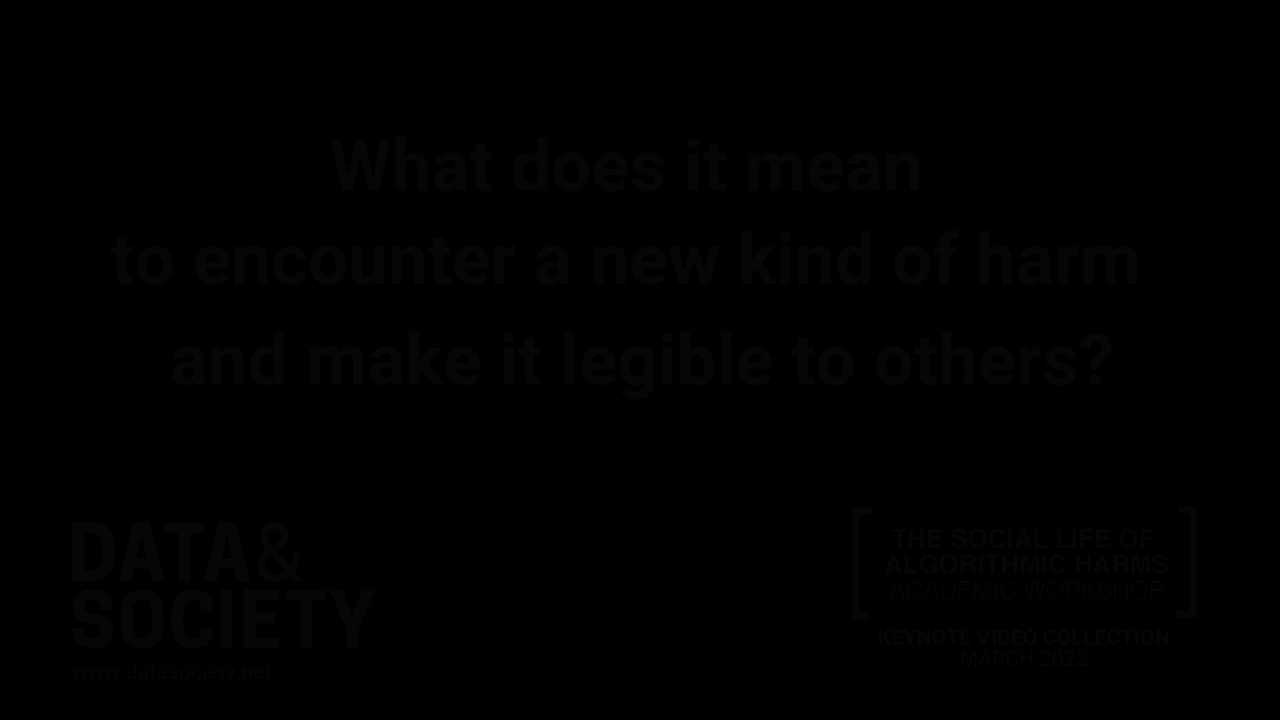 What does it mean
to encounter a new kind of harm
and make it legible to others?
DATA&
SOCIETY
www.datasociety.net
THE SOCIAL LIFE OF
ALGORITHMIC HARMS
ACADEMIC WORKSHOP
KEYNOTE VIDEO COLLECTION
MARCH 2022